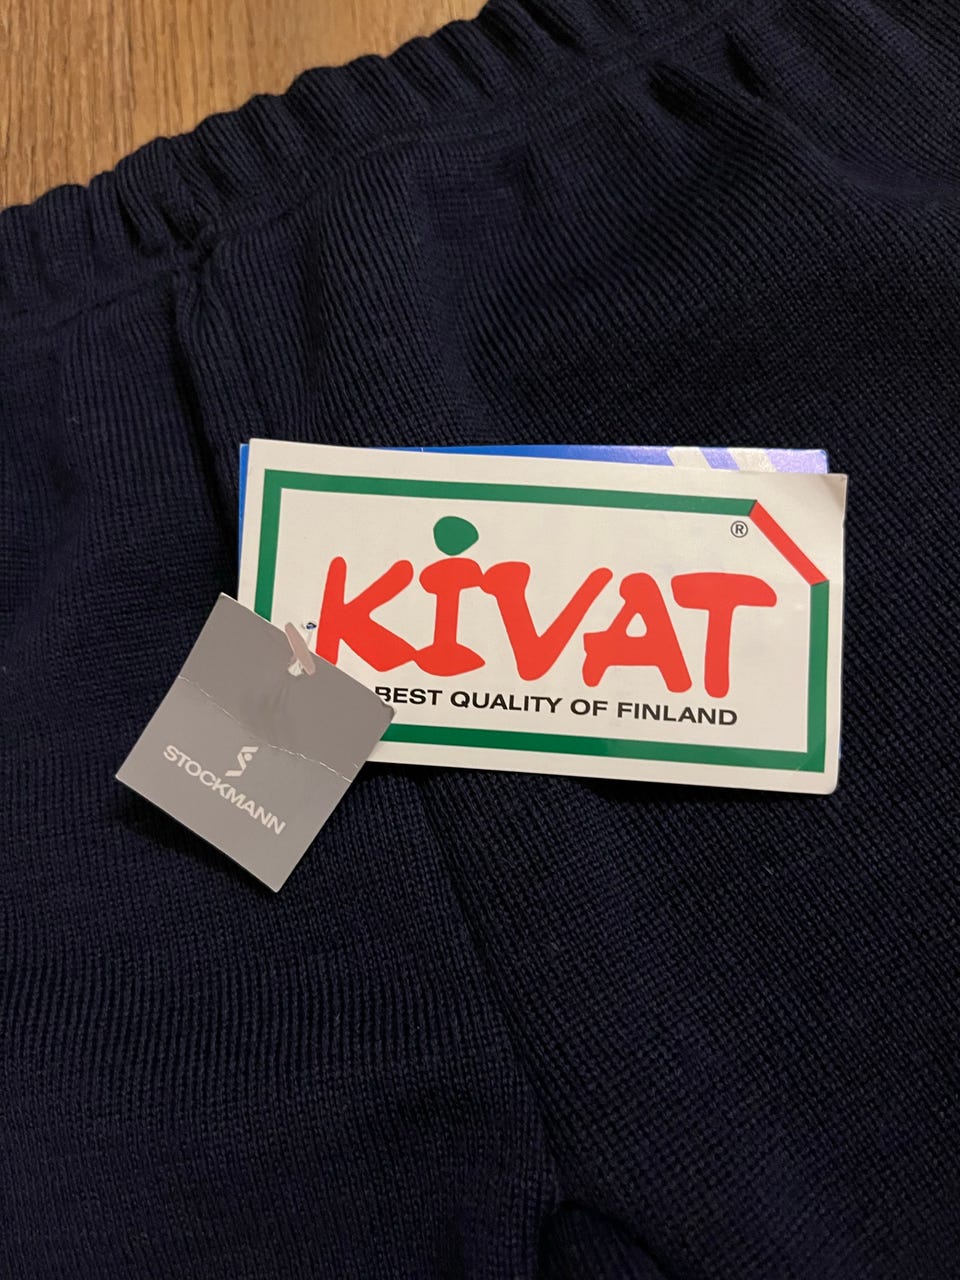 ®
KiVAT
BEST QUALITY OF FINLAND
STOCKMANN